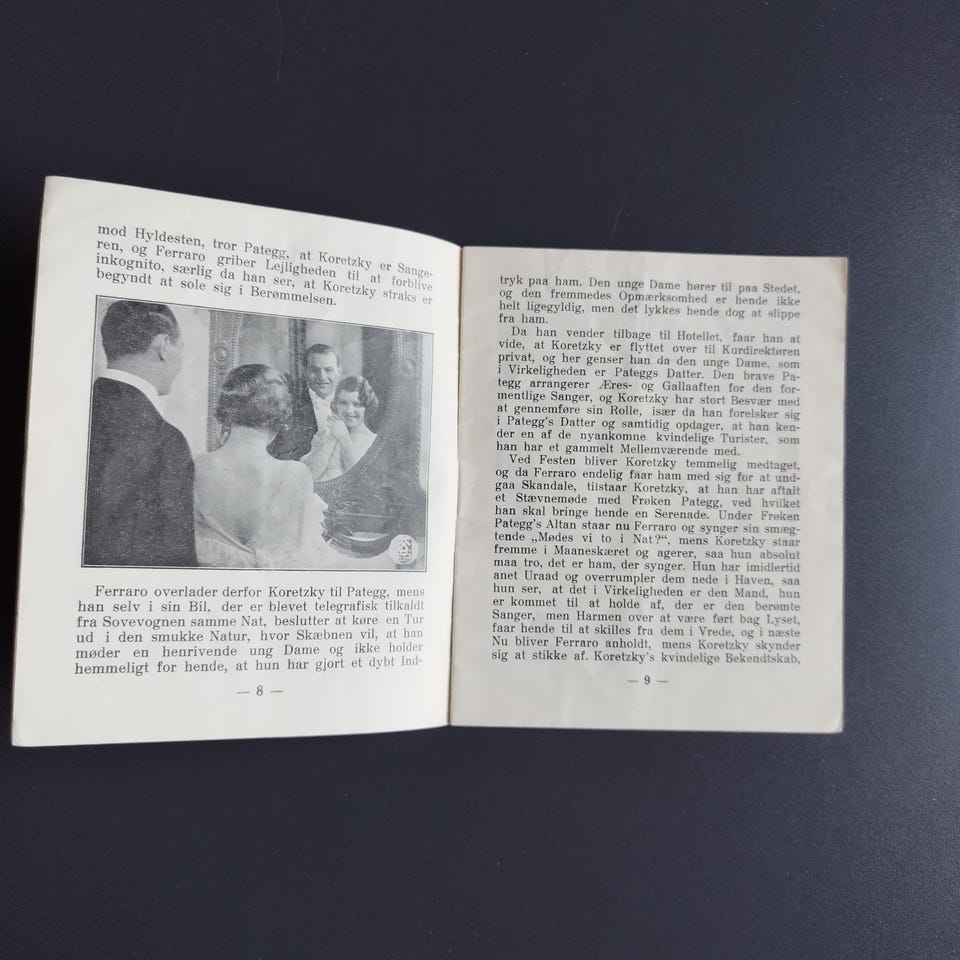 mod Hyldesten, tror Pategg, at Koretzky er Sange-
ren, og Ferraro griber Lejligheden til at forblive
inkognito, særlig da han ser, at Koretzky straks er
begyndt at sole sig i Berømmelsen.
Ferraro overlader derfor Koretzky til Pategg, mens
han selv i sin Bil, der er blevet telegrafisk tilkaldt
fra Sovevognen samme Nat, beslutter at køre en Tur
ud i den smukke Natur, hvor Skæbnen vil, at han
møder en henrivende ung Dame og ikke holder
hemmeligt for hende, at hun har gjort et dybt Ind-
— 8 —
tryk paa ham. Den unge Dame hører til paa Stedet,
og den fremmedes Opmærksomhed er hende ikke
helt ligegyldig, men det lykkes hende dog at slippe
fra ham.
Da han vender tilbage til Hotellet, faar han at
vide, at Koretzky er flyttet over til Kurdirektøren
privat, og her genser han da den unge Dame, som
i Virkeligheden er Pateggs Datter. Den brave Pa-
tegg arrangerer Æres- og Gallaaften for den for-
mentlige Sanger, og Koretzky har stort Besvær med
at gennemføre sin Rolle, især da han forelsker sig
i Pategg's Datter og samtidig opdager, at han ken-
der en af de nyankomne kvindelige Turister, som
han har et gammelt Mellemværende med.
Ved Festen bliver Koretzky temmelig medtaget,
og da Ferraro endelig faar ham med sig for at und-
gaa Skandale, tilstaar Koretzky, at han har aftalt
et Stævnemøde med Frøken Pategg, ved hvilket
han skal bringe hende en Serenade. Under Frøken
Pategg's Altan staar nu Ferraro og synger sin smæg-
tende „Mødes vi to i Nat?“, mens Koretzky staar
fremme i Maaneskæret og agerer, saa hun absolut
maa tro, det er ham, der synger. Hun har imidlertid
anet Uraad og overrumpler dem nede i Haven, saa
hun ser, at det i Virkeligheden er den Mand, hun
er kommet til at holde af, der er den berømte
Sanger, men Harmen over at være ført bag Lyset,
faar hende til at skilles fra dem i Vrede, og i næste
Nu bliver Ferraro anholdt, mens Koretzky skynder
sig at stikke af. Koretzky's kvindelige Bekendtskab,
— 9 —